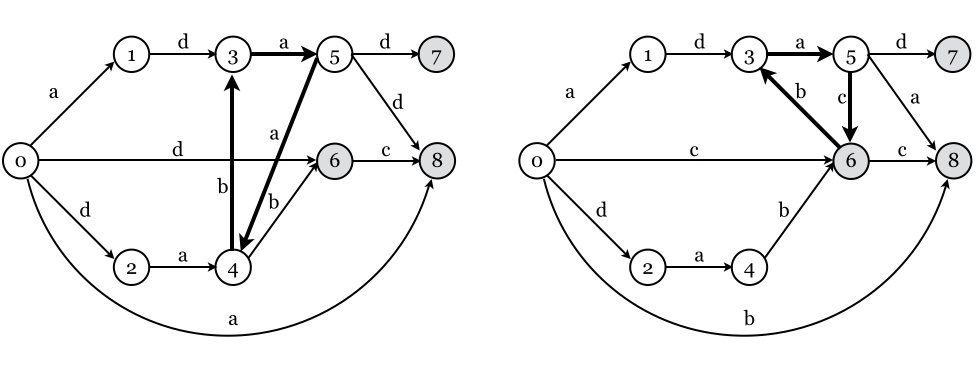 1 d 3 a 5 d 7
a d
a
0 d 6 c 8
b b
d
2 a 4
a
1 d 3 a 5 d 7
a b c a
0 c 6 c 8
d b
2 a 4
b